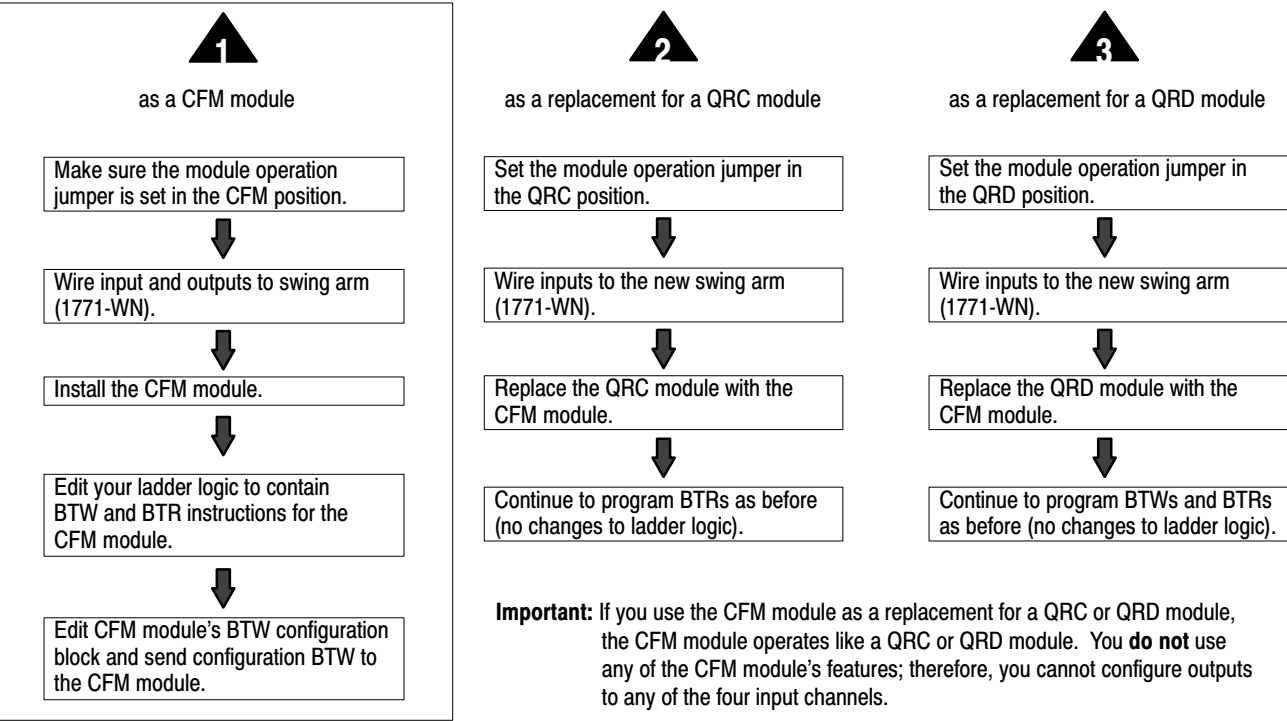 1
as a CFM module
Make sure the module operation
jumper is set in the CFM position.
Wire input and outputs to swing arm
(1771-WN).
Install the CFM module.
Edit your ladder logic to contain
BTW and BTR instructions for the
CFM module.
Edit CFM module's BTW configuration
block and send configuration BTW to
the CFM module.
2
as a replacement for a QRC module
Set the module operation jumper in
the QRC position.
Wire inputs to the new swing arm
(1771-WN).
Replace the QRC module with the
CFM module.
Continue to program BTRs as before
(no changes to ladder logic).
3
as a replacement for a QRD module
Set the module operation jumper in
the QRD position.
Wire inputs to the new swing arm
(1771-WN).
Replace the QRD module with the
CFM module.
Continue to program BTWs and BTRs
as before (no changes to ladder logic).
Important: If you use the CFM module as a replacement for a QRC or QRD module,
the CFM module operates like a QRC or QRD module. You do not use
any of the CFM module's features; therefore, you cannot configure outputs
to any of the four input channels.